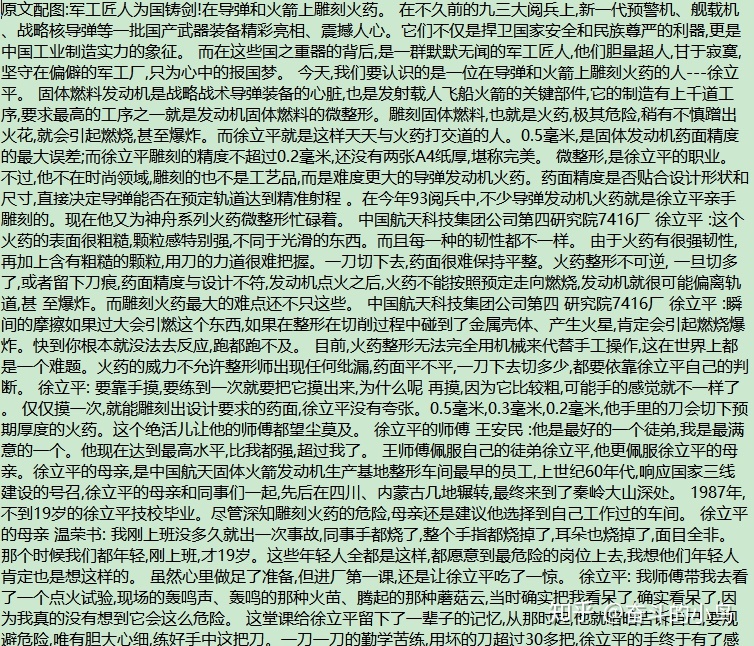 原文配图:军工匠人为国铸剑!在导弹和火箭上雕刻火药。 在不久前的九三大阅兵上,新一代预警机、舰载机
、战略核导弹等一批国产武器装备精彩亮相、震撼人心。它们不仅是捍卫国家安全和民族尊严的利器,更是
中国工业制造实力的象征。 而在这些国之重器的背后,是一群默默无闻的军工匠人,他们胆量超人,甘于寂寞,
坚守在偏僻的军工厂,只为心中的报国梦。 今天,我们要认识的是一位在导弹和火箭上雕刻火药的人---徐立
平。 固体燃料发动机是战略战术导弹装备的心脏,也是发射载人飞船火箭的关键部件,它的制造有上千道工
序,要求最高的工序之一就是发动机固体燃料的微整形。雕刻固体燃料,也就是火药,极其危险,稍有不慎蹭出
火花,就会引起燃烧,甚至爆炸。而徐立平就是这样天天与火药打交道的人。0.5毫米,是固体发动机药面精度
的最大误差;而徐立平雕刻的精度不超过0.2毫米,还没有两张A4纸厚,堪称完美。 微整形,是徐立平的职业。
不过,他不在时尚领域,雕刻的也不是工艺品,而是难度更大的导弹发动机火药。药面精度是否贴合设计形状和
尺寸,直接决定导弹能否在预定轨道达到精准射程 。在今年93阅兵中,不少导弹发动机火药就是徐立平亲手
雕刻的。现在他又为神舟系列火药微整形忙碌着。 中国航天科技集团公司第四研究院7416厂 徐立平 :这个
火药的表面很粗糙,颗粒感特别强,不同于光滑的东西。而且每一种的韧性都不一样。 由于火药有很强韧性,
再加上含有粗糙的颗粒,用刀的力道很难把握。一刀切下去,药面很难保持平整。火药整形不可逆, 一旦切多
了,或者留下刀痕,药面精度与设计不符,发动机点火之后,火药不能按照预定走向燃烧,发动机就很可能偏离轨
道,甚 至爆炸。而雕刻火药最大的难点还不只这些。 中国航天科技集团公司第四 研究院7416厂 徐立平 :瞬
间的摩擦如果过大会引燃这个东西,如果在整形在切削过程中碰到了金属壳体、产生火星,肯定会引起燃烧爆
炸。快到你根本就没法去反应,跑都跑不及。 目前,火药整形无法完全用机械来代替手工操作,这在世界上都
是一个难题。火药的威力不允许整形师出现任何纰漏,药面平不平,一刀下去切多少,都要依靠徐立平自己的判
断。 徐立平: 要靠手摸,要练到一次就要把它摸出来,为什么呢 再摸,因为它比较粗,可能手的感觉就不一样了
。 仅仅摸一次,就能雕刻出设计要求的药面,徐立平没有夸张。0.5毫米,0.3毫米,0.2毫米,他手里的刀会切下预
期厚度的火药。这个绝活儿让他的师傅都望尘莫及。 徐立平的师傅 王安民 :他是最好的一个徒弟,我是最满
意的一个。他现在达到最高水平,比我都强,超过我了。 王师傅佩服自己的徒弟徐立平,他更佩服徐立平的母
亲。徐立平的母亲,是中国航天固体火箭发动机生产基地整形车间最早的员工,上世纪60年代,响应国家三线
建设的号召,徐立平的母亲和同事们一起,先后在四川、内蒙古几地辗转,最终来到了秦岭大山深处。 1987年,
不到19岁的徐立平技校毕业。尽管深知雕刻火药的危险,母亲还是建议他选择到自己工作过的车间。 徐立平
的母亲 温荣书: 我刚上班没多久就出一次事故,同事手都烧了,整个手指都烧掉了,耳朵也烧掉了,面目全非。
那个时候我们都年轻,刚上班,才19岁。这些年轻人全都是这样,都愿意到最危险的岗位上去,我想他们年轻人
肯定也是想这样的。 虽然心里做足了准备,但进厂第一课,还是让徐立平吃了一惊。 徐立平: 我师傅带我去看
了一个点火试验,现场的轰鸣声、轰鸣的那种火苗、腾起的那种蘑菇云,当时确实把我看呆了,确实看呆了,因
为我真的没有想到它会这么危险。 这堂课给徐立平留下了一辈子的记忆,从那时起,他就暗暗告诉自己,要规
避危险,唯有胆大心细,练好手中这把刀。一刀一刀的勤学苦练,用坏的刀超过30多把,徐立平的手终于有了感
知乎 @奋斗的小鸟